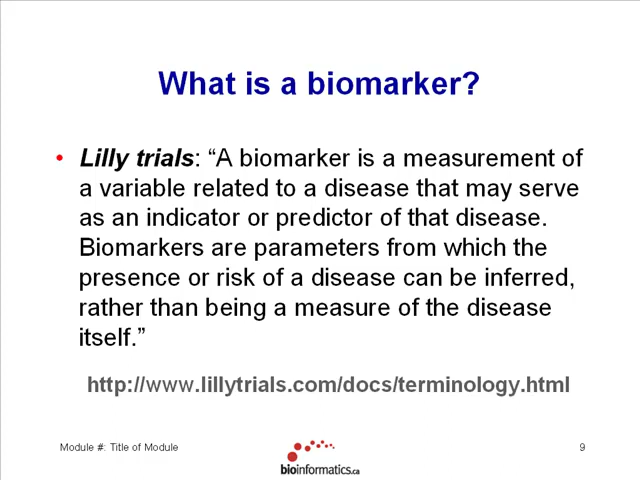 What is a biomarker?
• Lilly trials: “A biomarker is a measurement of
a variable related to a disease that may serve
as an indicator or predictor of that disease.
Biomarkers are parameters from which the
presence or risk of a disease can be inferred,
rather than being a measure of the disease
itself.”
http://www.lillytrials.com/docs/terminology.html
Module #: Title of Module
bioinformatics.ca
9